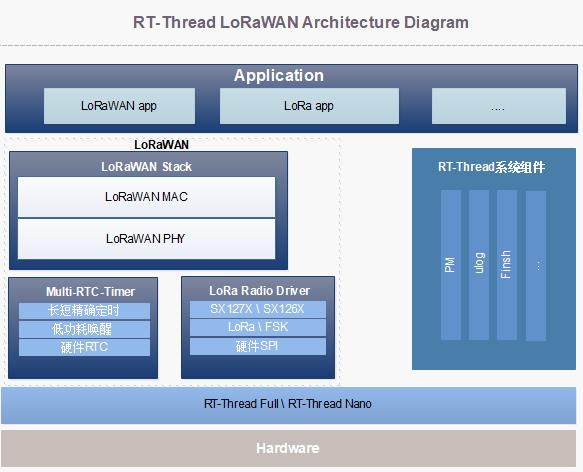 RT-Thread LoRaWAN Architecture Diagram
Application
LoRaWAN app
LoRa app
....
LoRaWAN
LoRaWAN Stack
LoRaWAN MAC
LoRaWAN PHY
RT-Thread系统组件
PM
ulog
Finsh
...
Multi-RTC-Timer
长短精确定时
低功耗唤醒
硬件RTC
LoRa Radio Driver
SX127X \ SX126X
LoRa \ FSK
硬件SPI
RT-Thread Full \ RT-Thread Nano
Hardware